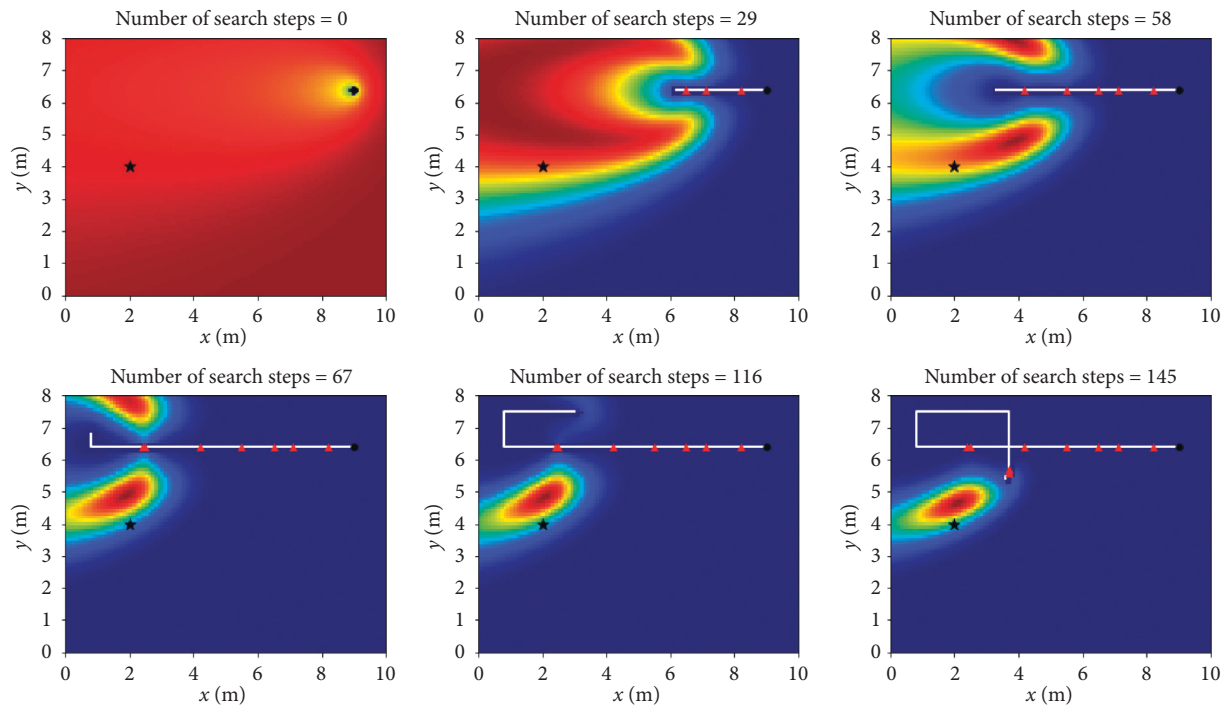 Number of search steps = 0
8
7
6
5
4
3
2
1
0
y (m)
0 2 4 6 8 10
x (m)
Number of search steps = 29
8
7
6
5
4
3
2
1
0
y (m)
0 2 4 6 8 10
x (m)
Number of search steps = 58
8
7
6
5
4
3
2
1
0
y (m)
0 2 4 6 8 10
x (m)
Number of search steps = 67
8
7
6
5
4
3
2
1
0
y (m)
0 2 4 6 8 10
x (m)
Number of search steps = 116
8
7
6
5
4
3
2
1
0
y (m)
0 2 4 6 8 10
x (m)
Number of search steps = 145
8
7
6
5
4
3
2
1
0
y (m)
0 2 4 6 8 10
x (m)